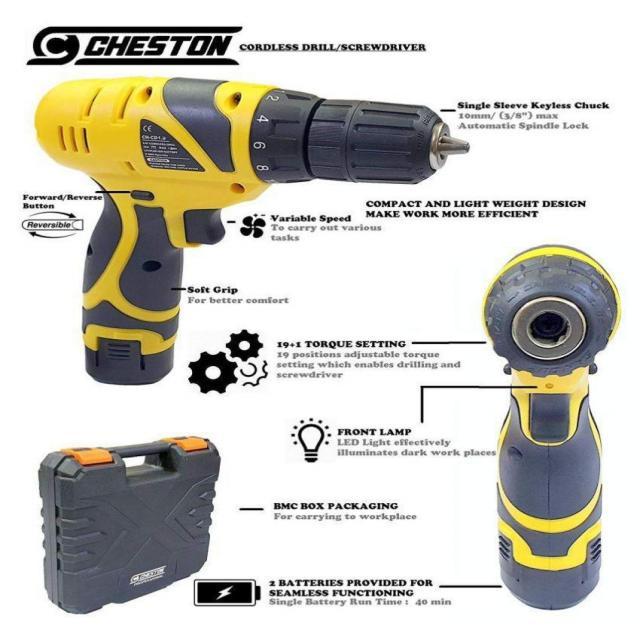 CHESTON
CORDLESS DRILL/SCREWDRIVER
Single Sleeve Keyless Chuck
10mm/ (3/8") max
Automatic Spindle Lock
2
4
6
8
CE
Forward/Reverse
Button
Reversible
COMPACT AND LIGHT WEIGHT DESIGN
MAKE WORK MORE EFFICIENT
Variable Speed
To carry out various
tasks
Soft Grip
For better comfort
19+1 TORQUE SETTING
19 positions adjustable torque
setting which enables drilling and
screwdriver
FRONT LAMP
LED Light effectively
illuminates dark work places
BMC BOX PACKAGING
For carrying to workplace
CHESTON
PROFESSIONAL
2 BATTERIES PROVIDED FOR
SEAMLESS FUNCTIONING
Single Battery Run Time : 40 min